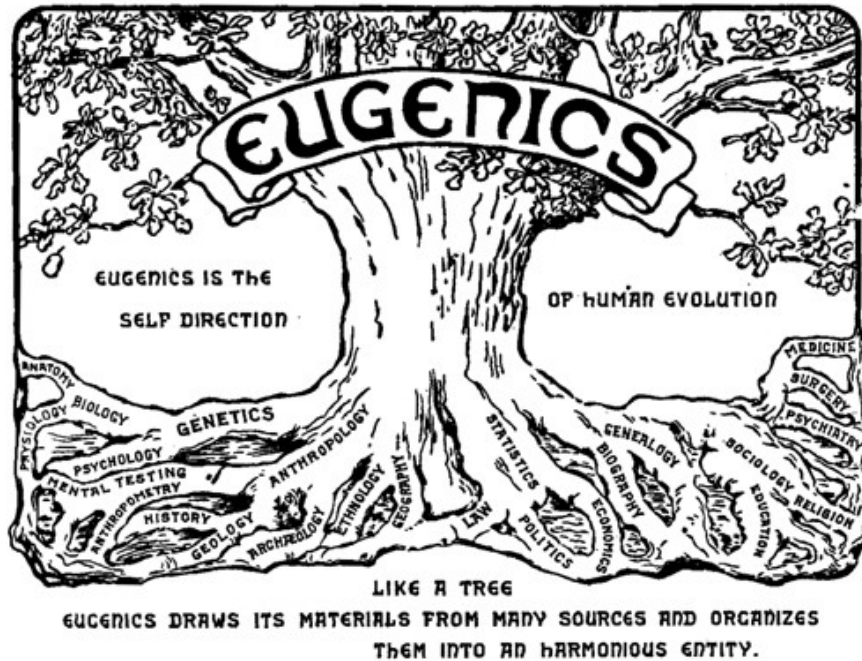 EUGENICS
EUGENICS IS THE
SELF DIRECTION
OF HUMAN EVOLUTION
ANATOMY
PHYSIOLOGY
BIOLOGY
GENETICS
PSYCHOLOGY
MENTAL TESTING
ANTHROPOMETRY
HISTORY
GEOLOGY
ANTHROPOLOGY
ARCHÆOLOGY
ETHNOLOGY
GEOGRAPHY
LAW
STATISTICS
POLITICS
ECONOMICS
GENEALOGY
BIOGRAPHY
SOCIOLOGY
EDUCATION
RELIGION
PSYCHIATRY
SURGERY
MEDICINE
LIKE A TREE
EUGENICS DRAWS ITS MATERIALS FROM MANY SOURCES AND ORGANIZES
THEM INTO AN HARMONIOUS ENTITY.